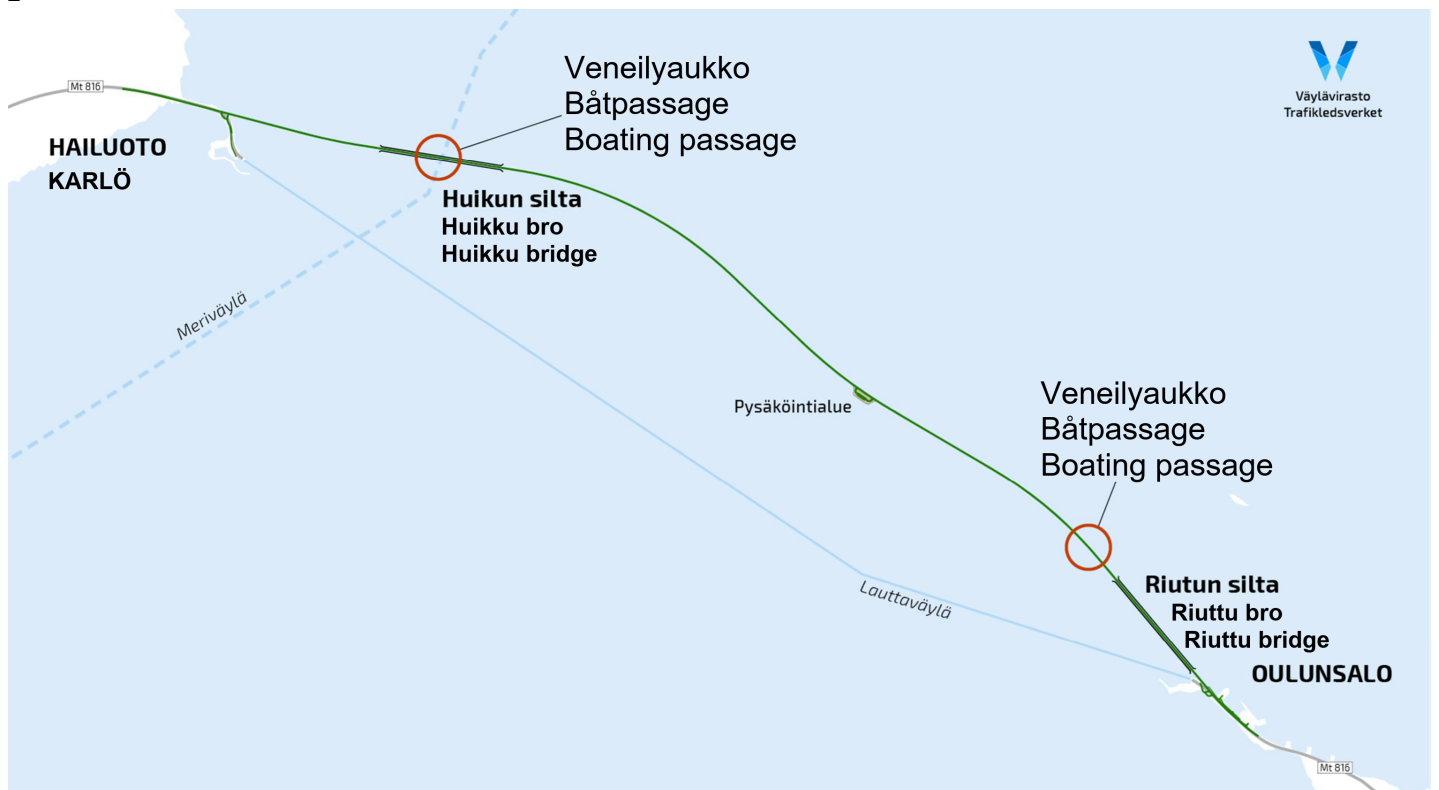 Mt 816
HAILUOTO
KARLÖ
Veneilyaukko
Båtpassage
Boating passage
Väylävirasto
Trafikledsverket
Huikun silta
Huikku bro
Huikku bridge
Meriväylä
Pysäköintialue
Veneilyaukko
Båtpassage
Boating passage
Lauttaväylä
Riutun silta
Riuttu bro
Riuttu bridge
OULUNSALO
Mt 816